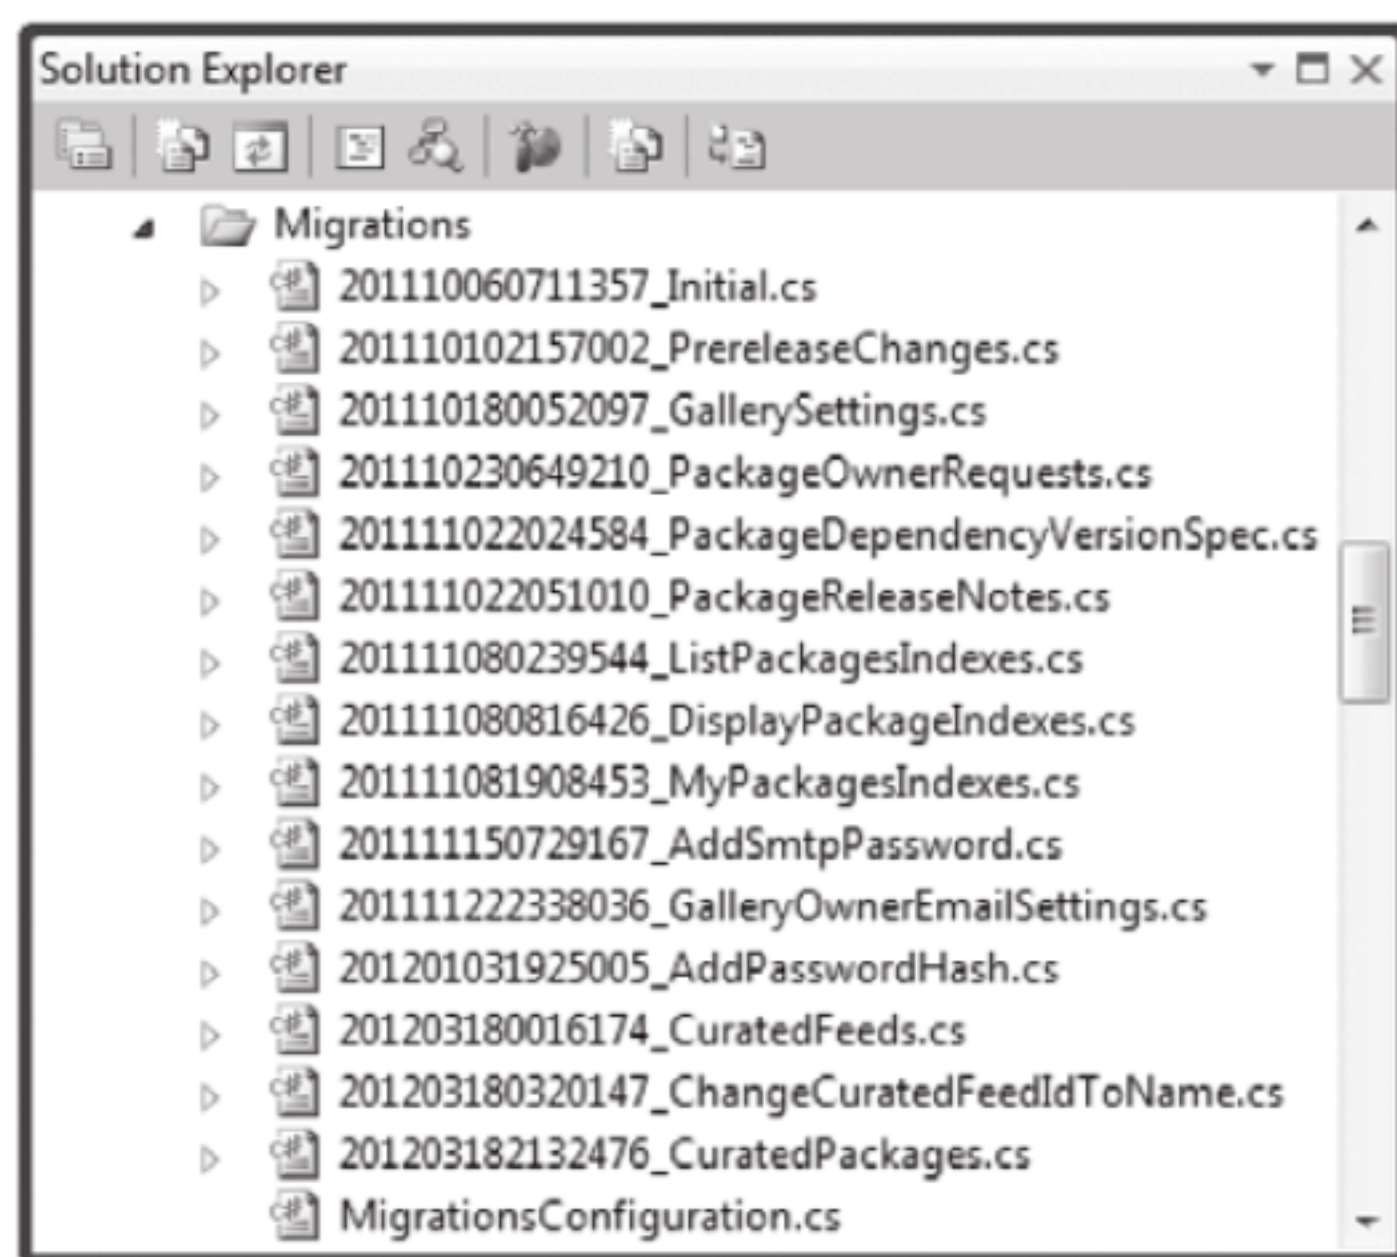 Solution Explorer
Migrations
201110060711357_Initial.cs
201110102157002_PrereleaseChanges.cs
201110180052097_GallerySettings.cs
201110230649210_PackageOwnerRequests.cs
201111022024584_PackageDependencyVersionSpec.cs
201111022051010_PackageReleaseNotes.cs
201111080239544_ListPackagesIndexes.cs
201111080816426_DisplayPackageIndexes.cs
201111081908453_MyPackagesIndexes.cs
201111150729167_AddSmtpPassword.cs
201111222338036_GalleryOwnerEmailSettings.cs
201201031925005_AddPasswordHash.cs
201203180016174_CuratedFeeds.cs
201203180320147_ChangeCuratedFeedIdToName.cs
201203182132476_CuratedPackages.cs
MigrationsConfiguration.cs